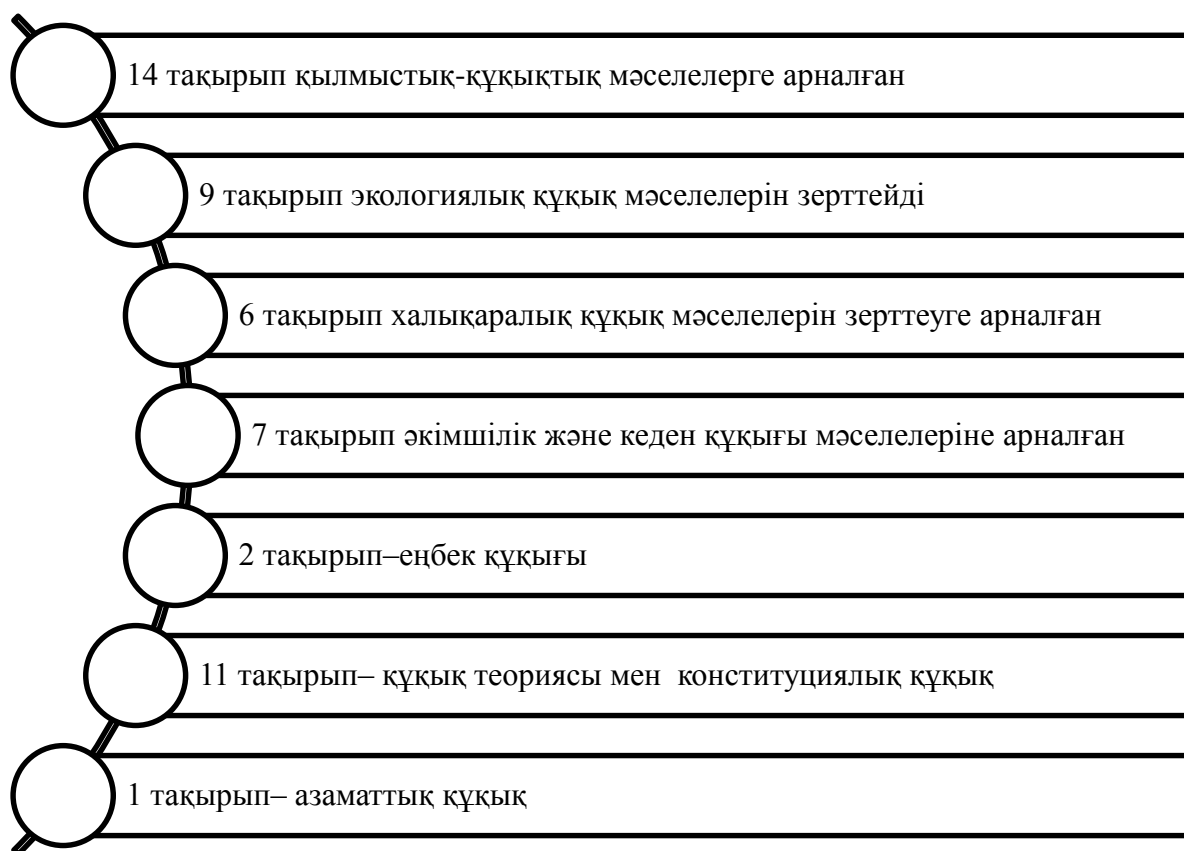 14 тақырып қылмыстық-құқықтық мәселелерге арналған
9 тақырып экологиялық құқық мәселелерін зерттейді
6 тақырып халықаралық құқық мәселелерін зерттеуге арналған
7 тақырып әкімшілік және кеден құқығы мәселелеріне арналған
2 тақырып–еңбек құқығы
11 тақырып– құқық теориясы мен  конституциялық құқық
1 тақырып– азаматтық құқық